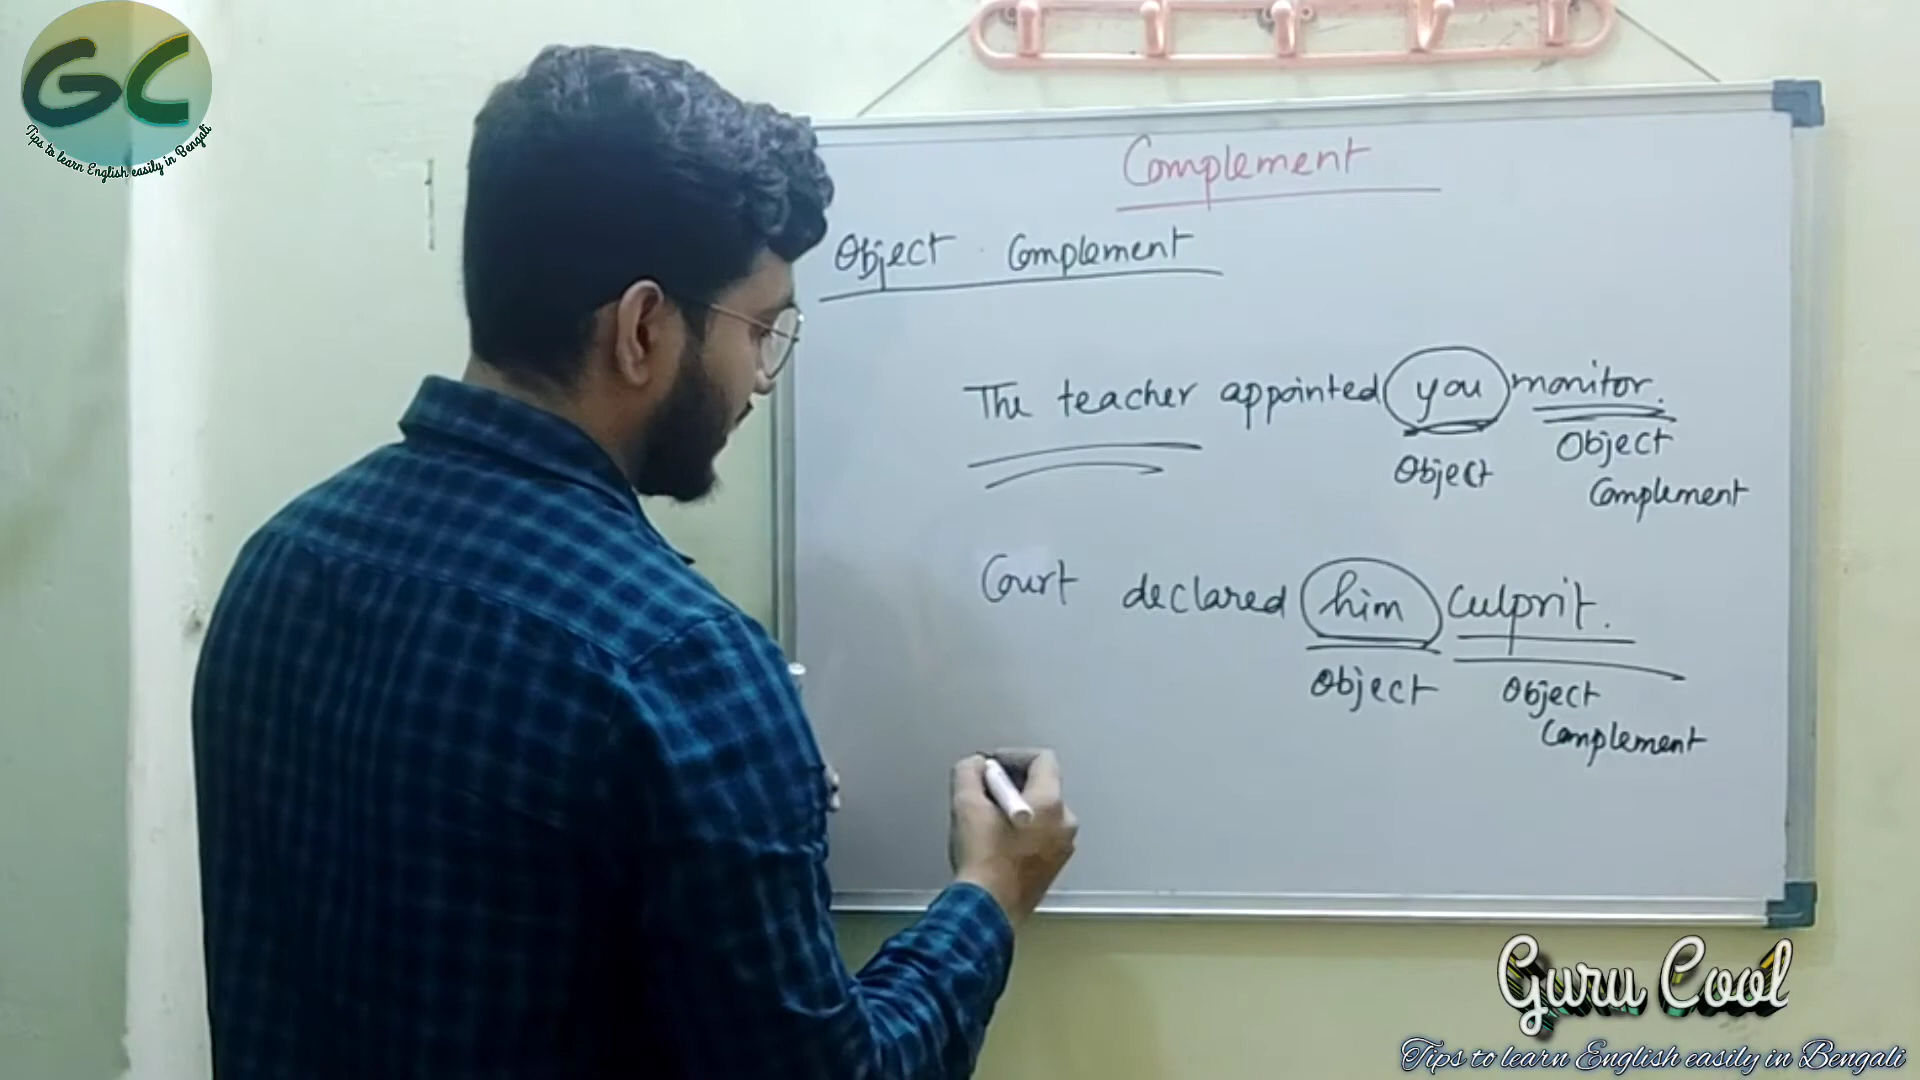 GC
Tips to learn English easily in Bengali
Complement
Object Complement
The teacher appointed you monitor.
Object Object
Complement
Court declared him culprit.
Object Object
Complement
Guru Cool
Tips to learn English easily in Bengali